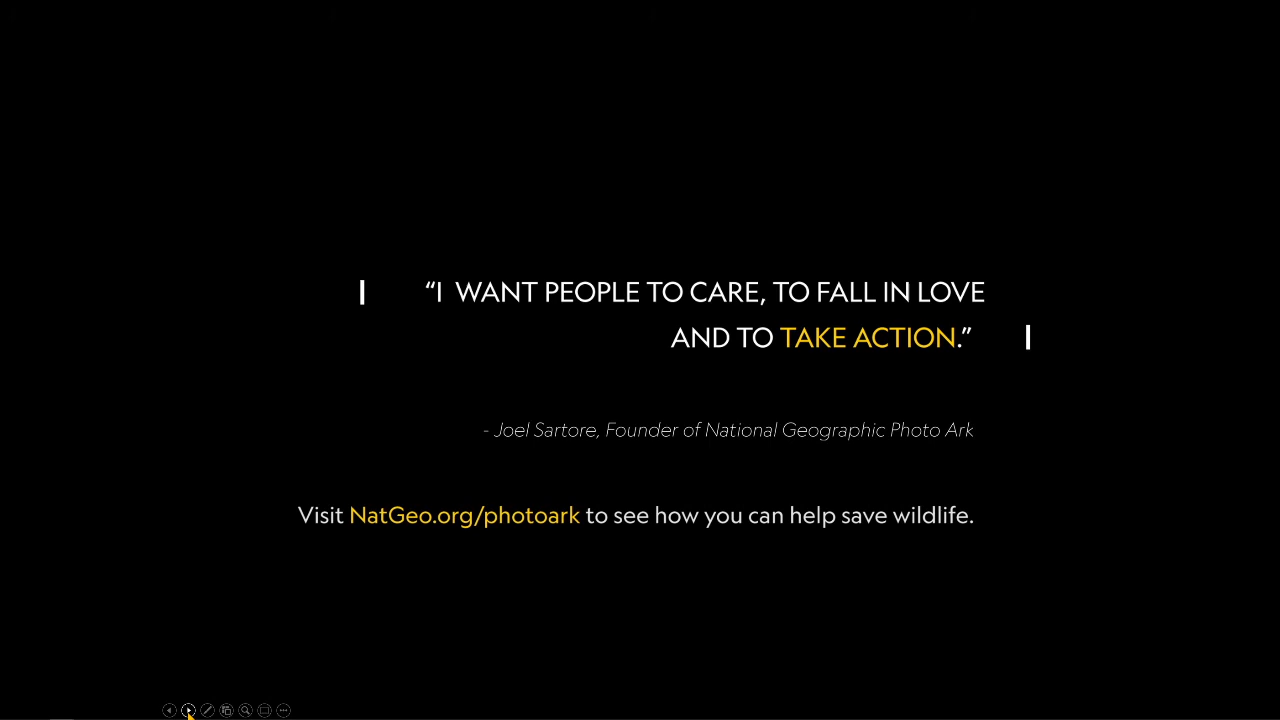 “I WANT PEOPLE TO CARE, TO FALL IN LOVE
AND TO TAKE ACTION.”
- Joel Sartore, Founder of National Geographic Photo Ark
Visit NatGeo.org/photoark to see how you can help save wildlife.